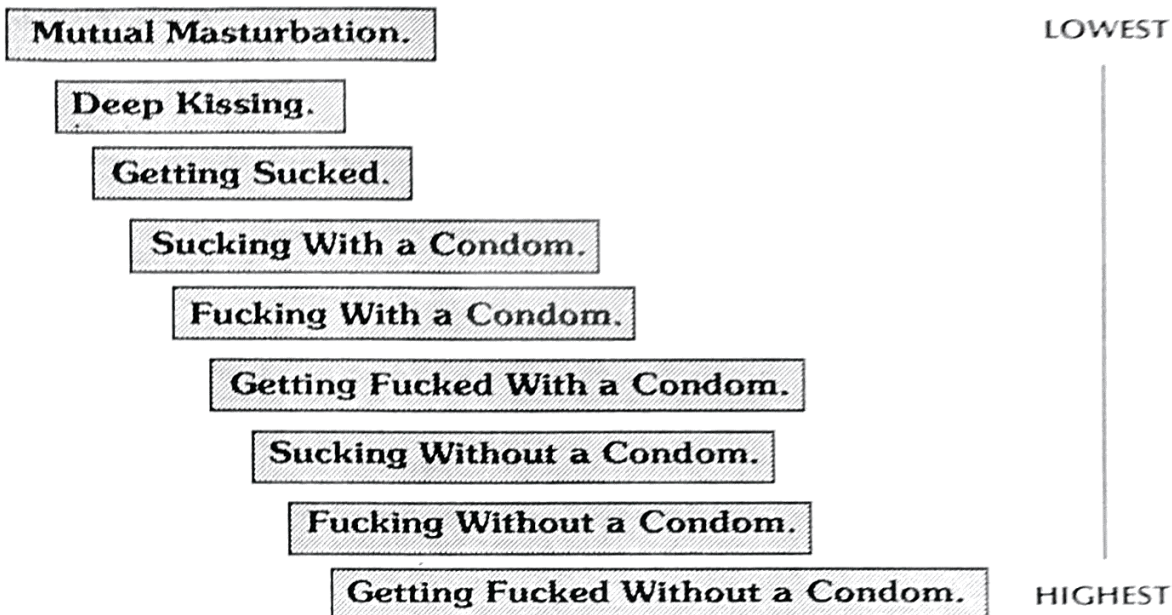 Mutual Masturbation.
LOWEST
Deep Kissing.
Getting Sucked.
Sucking With a Condom.
Fucking With a Condom.
Getting Fucked With a Condom.
Sucking Without a Condom.
Fucking Without a Condom.
Getting Fucked Without a Condom.
HIGHEST